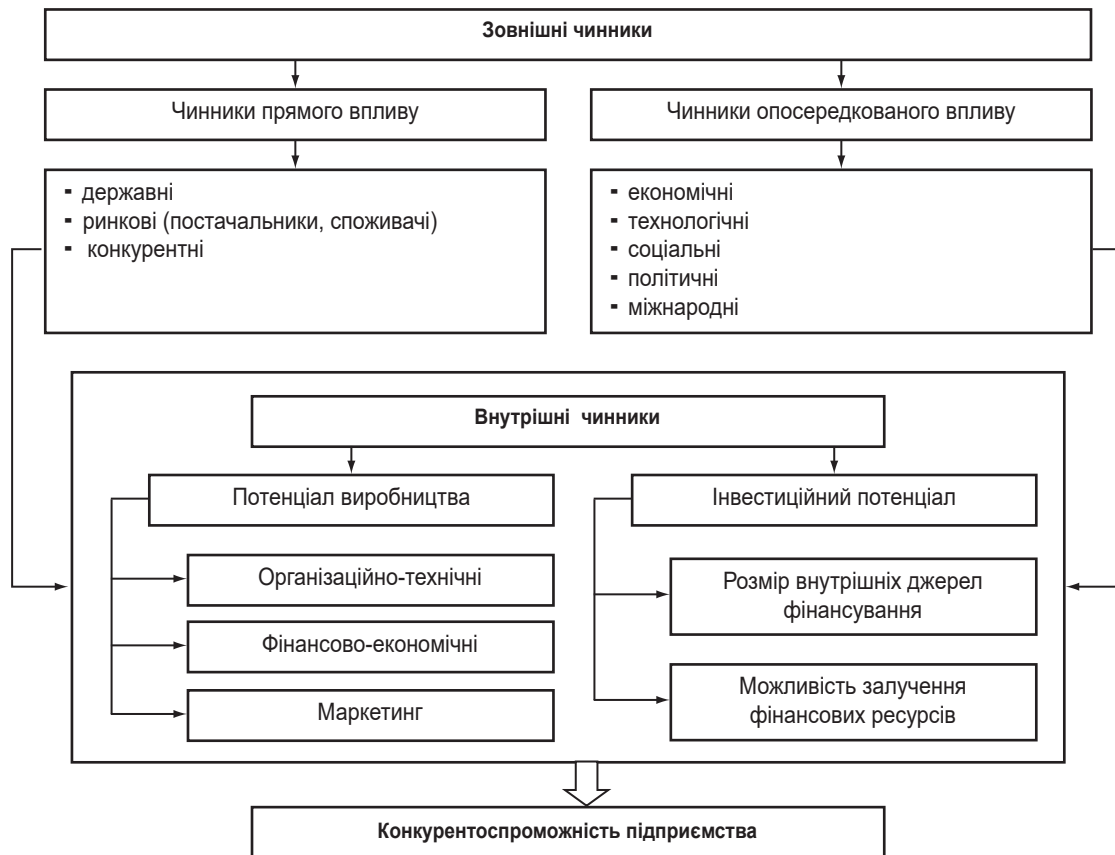 Зовнішні чинники
Чинники прямого впливу
Чинники опосередкованого впливу
- державні
- ринкові (постачальники, споживачі)
- конкурентні
- економічні
- технологічні
- соціальні
- політичні
- міжнародні
Внутрішні чинники
Потенціал виробництва
Інвестиційний потенціал
Організаційно-технічні
Фінансово-економічні
Маркетинг
Розмір внутрішніх джерел
фінансування
Можливість залучення
фінансових ресурсів
Конкурентоспроможність підприємства